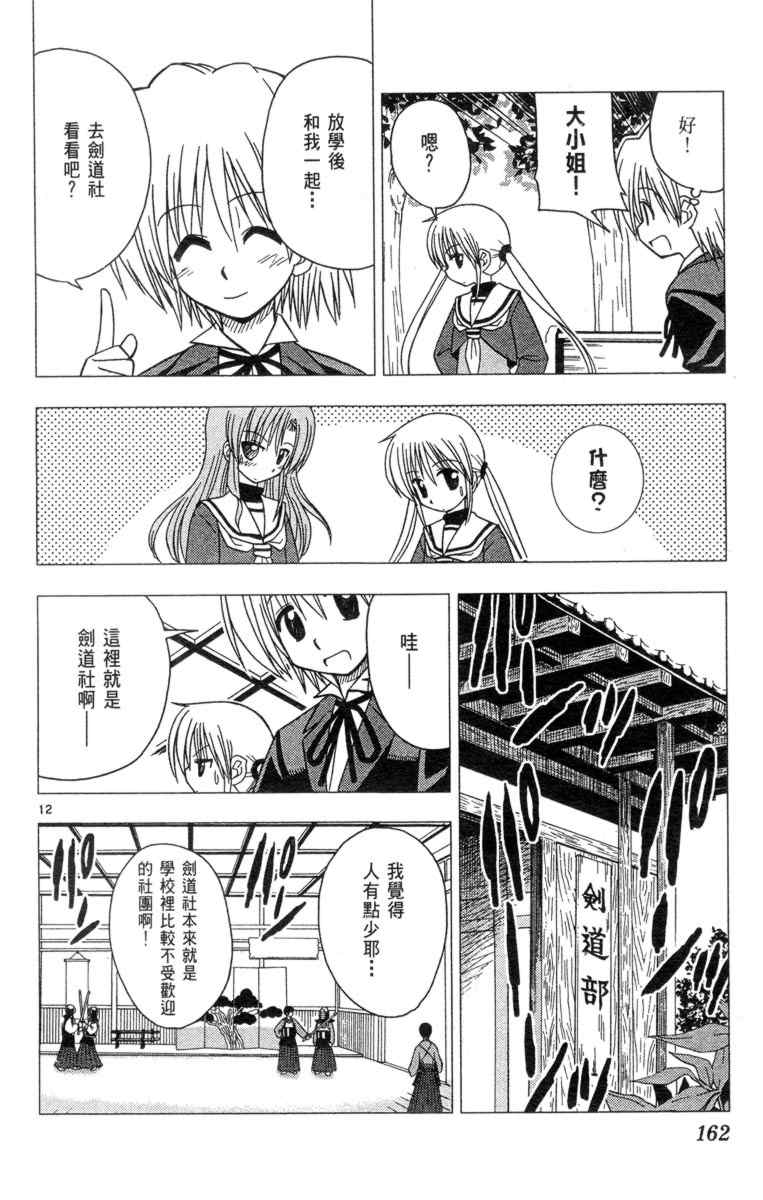 好！
大小姐！
嗯？
放學後
和我一起…
去劍道社
看看吧？
什麼？
剣道部
哇——
這裡就是
劍道社啊——
12
我覺得
人有點少耶…
劍道社本來就是
學校裡比較不受歡迎
的社團啊！
162